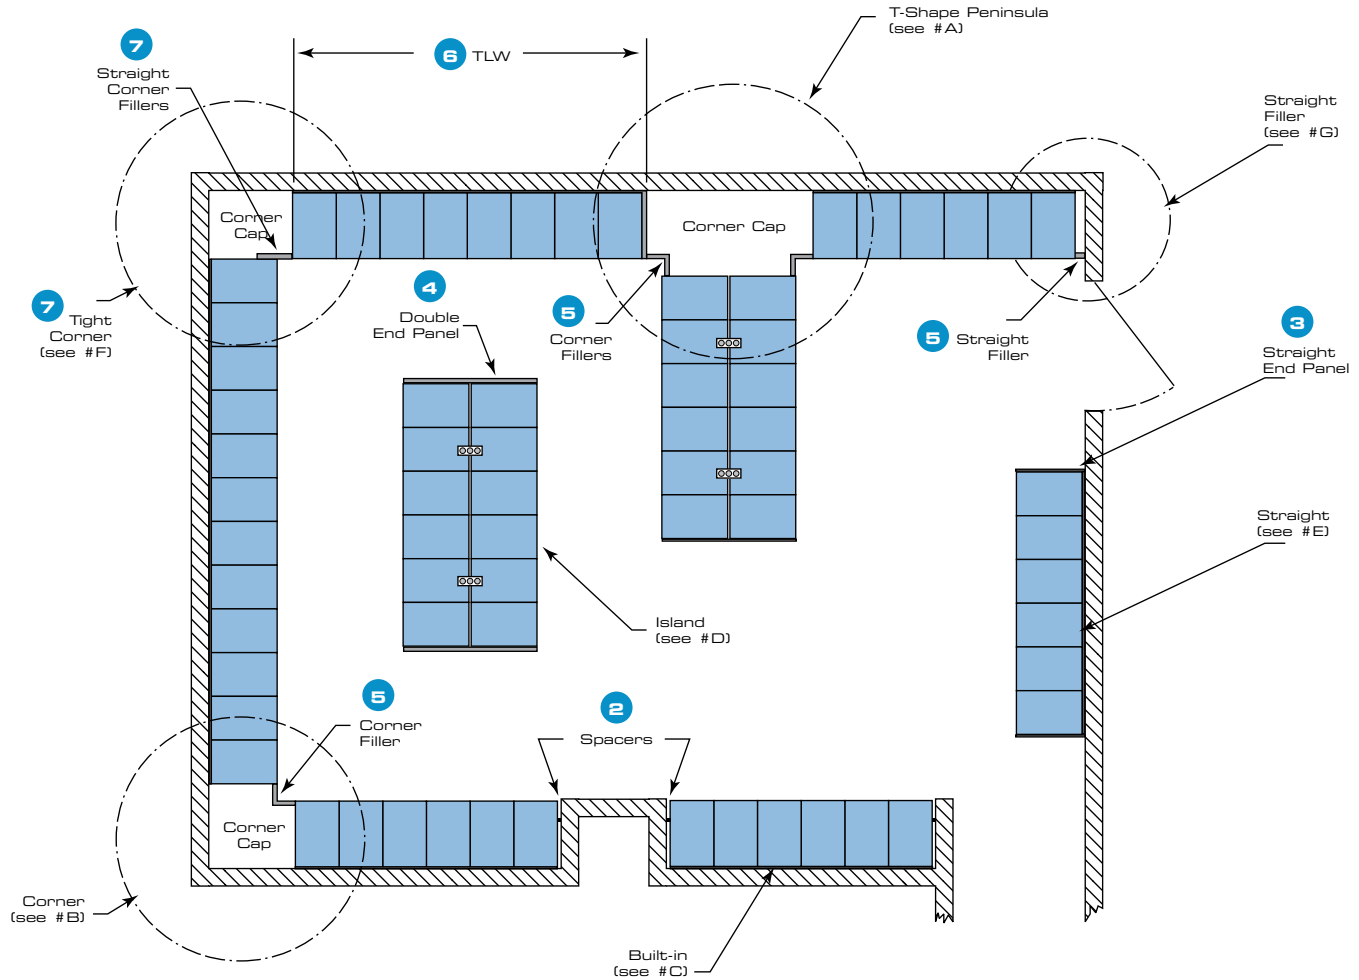 T-Shape Peninsula
(see #A)
7
Straight
Corner
Fillers
6 TLW
Straight
Filler
(see #G)
Corner
Cap
Corner Cap
4
Double
End Panel
5
Corner
Fillers
7 Tight
Corner
(see #F)
5 Straight
Filler
3
Straight
End Panel
Straight
(see #E)
Island
(see #D)
5
Corner
Filler
2
Spacers
Corner
Cap
Corner
(see #B)
Built-in
(see #C)